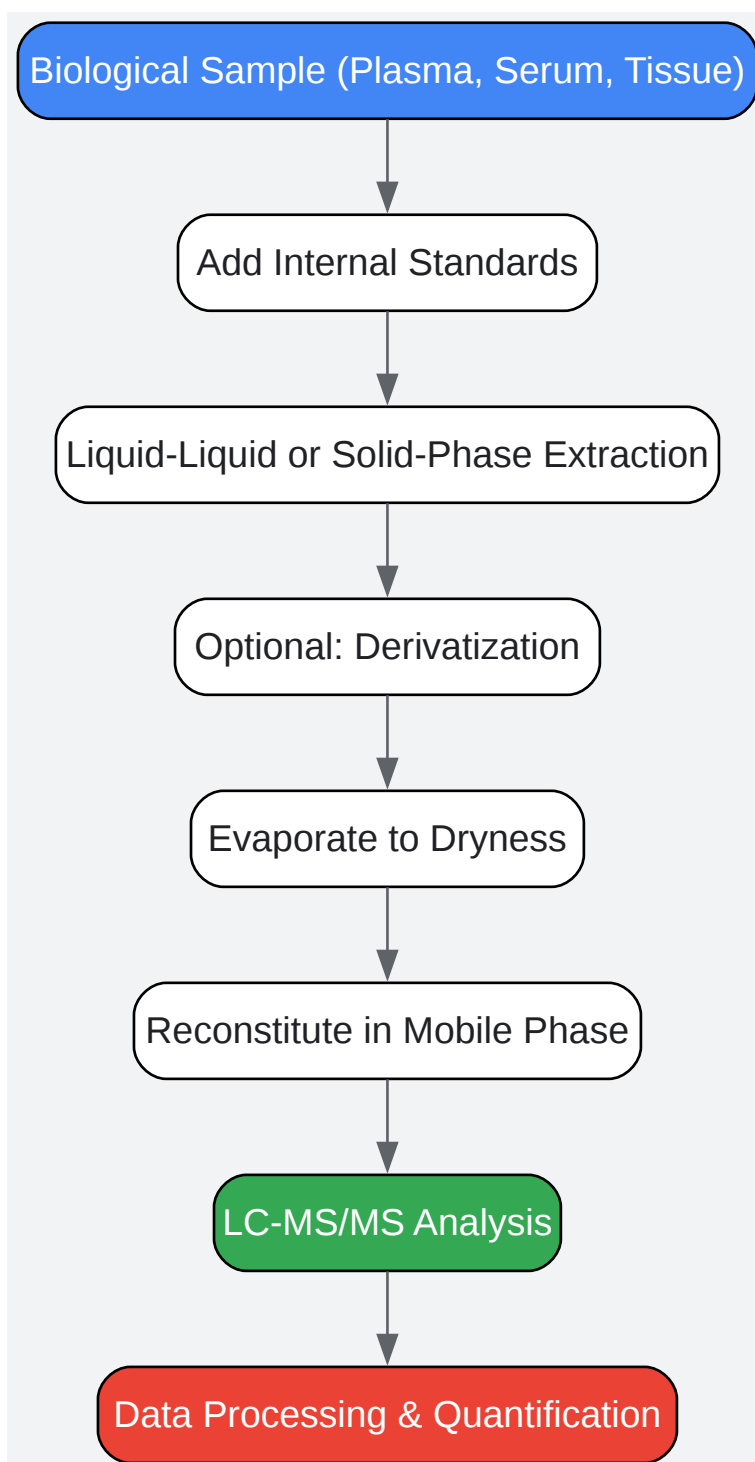 Biological Sample (Plasma, Serum, Tissue)
Add Internal Standards
Liquid-Liquid or Solid-Phase Extraction
Optional: Derivatization
Evaporate to Dryness
Reconstitute in Mobile Phase
LC-MS/MS Analysis
Data Processing & Quantification